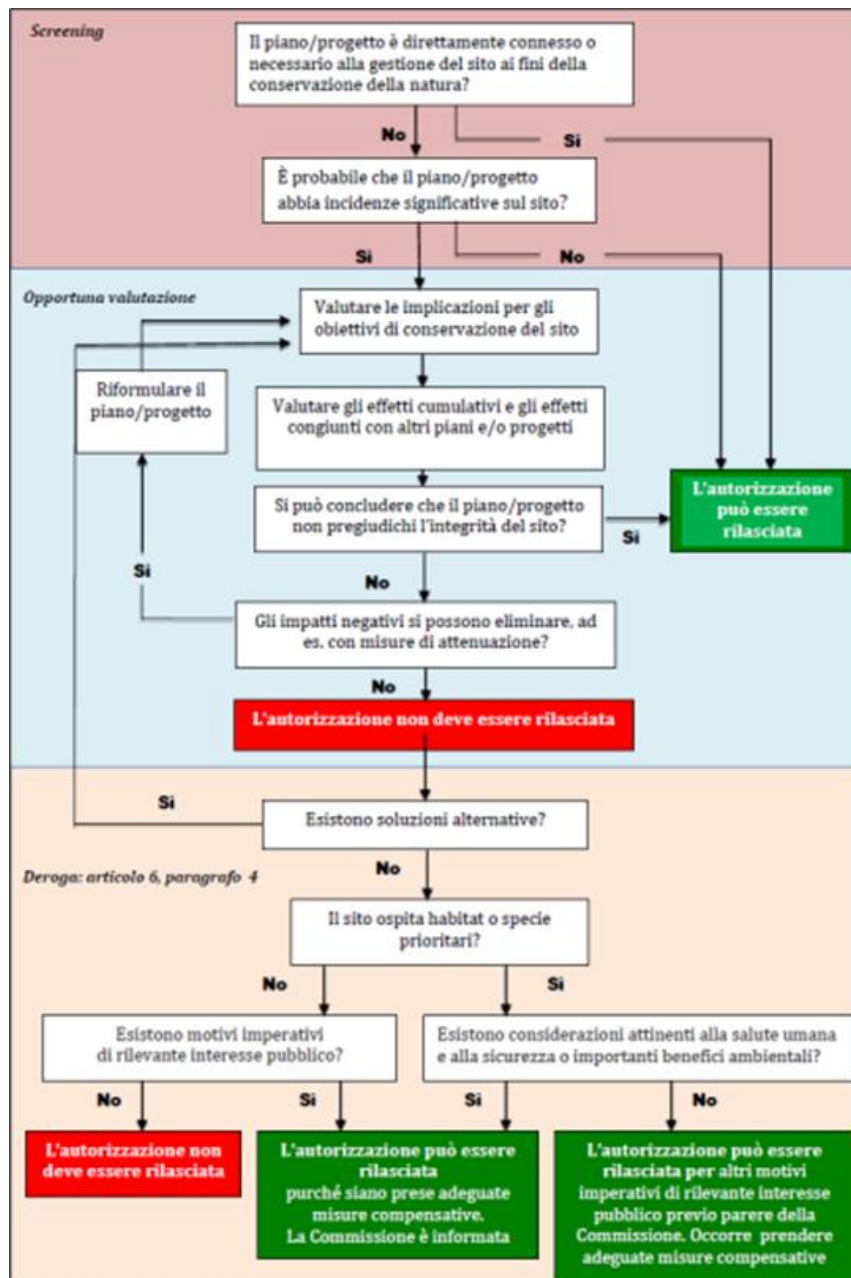 Screening
Il piano/progetto è direttamente connesso o
necessario alla gestione del sito ai fini della
conservazione della natura?
No
Sì
È probabile che il piano/progetto
abbia incidenze significative sul sito?
Sì
No
Opportuna valutazione
Valutare le implicazioni per gli
obiettivi di conservazione del sito
Riformulare il
piano/progetto
Valutare gli effetti cumulativi e gli effetti
congiunti con altri piani e/o progetti
L'autorizzazione
può essere
rilasciata
Si può concludere che il piano/progetto
non pregiudichi l'integrità del sito?
Sì
Sì
No
Gli impatti negativi si possono eliminare, ad
es. con misure di attenuazione?
No
L'autorizzazione non deve essere rilasciata
Sì
Esistono soluzioni alternative?
No
Deroga: articolo 6, paragrafo 4
Il sito ospita habitat o specie
prioritari?
No
Sì
Esistono motivi imperativi
di rilevante interesse pubblico?
Esistono considerazioni attinenti alla salute umana
e alla sicurezza o importanti benefici ambientali?
No
Sì
Sì
No
L'autorizzazione non
deve essere rilasciata
L'autorizzazione può essere
rilasciata
purché siano prese adeguate
misure compensative.
La Commissione è informata
L'autorizzazione può essere
rilasciata per altri motivi
imperativi di rilevante interesse
pubblico previo parere della
Commissione. Occorre prendere
adeguate misure compensative